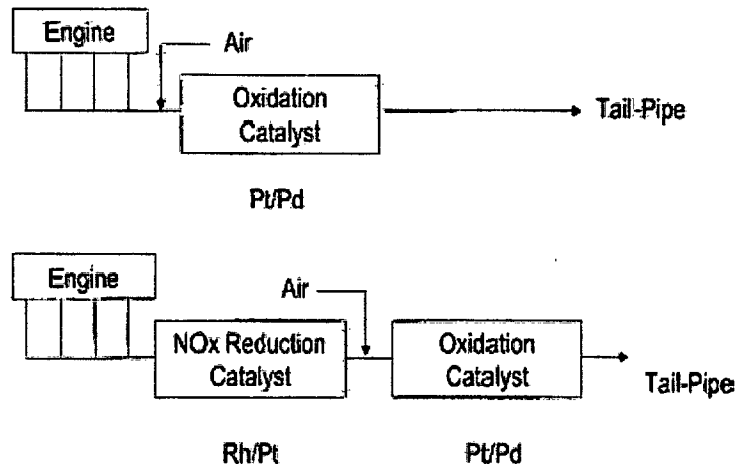 Engine
Air
Oxidation
Catalyst
Tail-Pipe
Pt/Pd
Engine
Air
NOx Reduction
Catalyst
Oxidation
Catalyst
Tail-Pipe
Rh/Pt
Pt/Pd